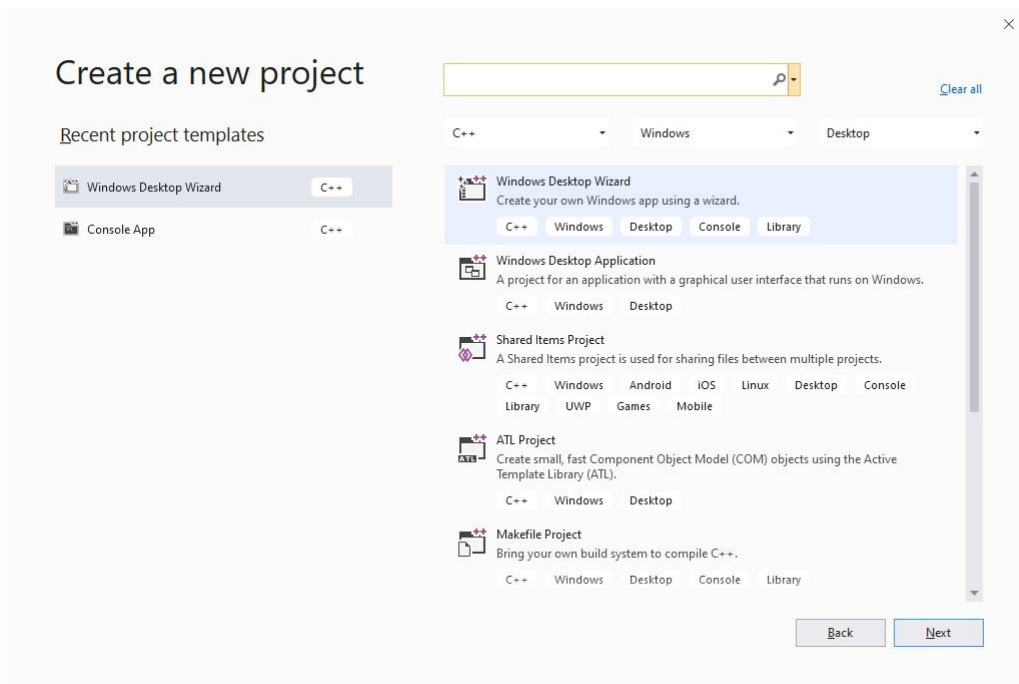 Create a new project
Clear all
Recent project templates
C++ Windows Desktop
Windows Desktop Wizard C++
Console App C++
Windows Desktop Wizard
Create your own Windows app using a wizard.
C++ Windows Desktop Console Library
Windows Desktop Application
A project for an application with a graphical user interface that runs on Windows.
C++ Windows Desktop
Shared Items Project
A Shared Items project is used for sharing files between multiple projects.
C++ Windows Android iOS Linux Desktop Console
Library UWP Games Mobile
ATL Project
Create small, fast Component Object Model (COM) objects using the Active
Template Library (ATL).
C++ Windows Desktop
Makefile Project
Bring your own build system to compile C++.
C++ Windows Desktop Console Library
Back Next